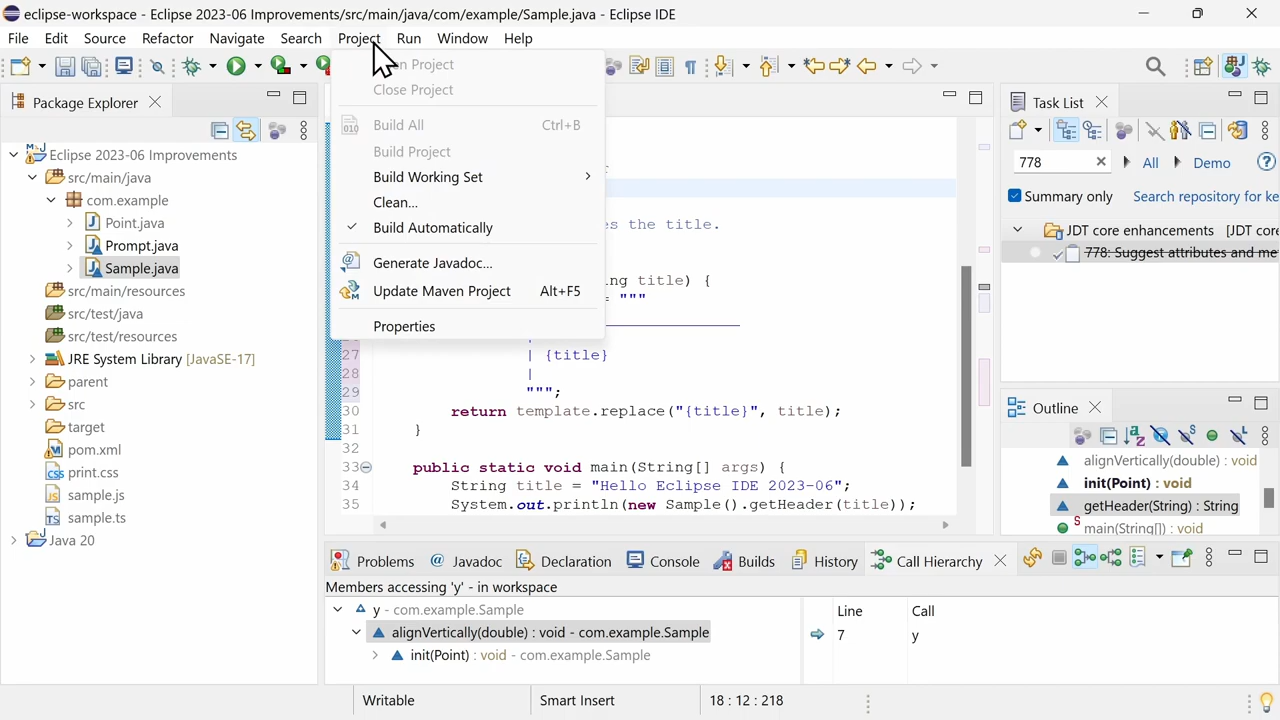 eclipse-workspace - Eclipse 2023-06 Improvements/src/main/java/com/example/Sample.java - Eclipse IDE
File Edit Source Refactor Navigate Search Project Run Window Help
Project
Close Project
Build All Ctrl+B
Build Project
Build Working Set
Clean...
Build Automatically
Generate Javadoc...
Update Maven Project Alt+F5
Properties
Package Explorer
Eclipse 2023-06 Improvements
src/main/java
com.example
Point.java
Prompt.java
Sample.java
src/main/resources
src/test/java
src/test/resources
JRE System Library [JavaSE-17]
parent
src
target
pom.xml
print.css
sample.js
sample.ts
Java 20
es the title.
ng title) {
= """
27 | {title}
28 |
29 """;
30 return template.replace("{title}", title);
31 }
32
33 public static void main(String[] args) {
34 String title = "Hello Eclipse IDE 2023-06";
35 System.out.println(new Sample().getHeader(title));
Task List
778 All Demo
Summary only Search repository for ke
JDT core enhancements [JDT core
778: Suggest attributes and me
Outline
alignVertically(double) : void
init(Point) : void
getHeader(String) : String
main(String[]) : void
Problems Javadoc Declaration Console Builds History Call Hierarchy
Members accessing 'y' - in workspace
y - com.example.Sample
alignVertically(double) : void - com.example.Sample
init(Point) : void - com.example.Sample
Line Call
7 y
Writable Smart Insert 18 : 12 : 218